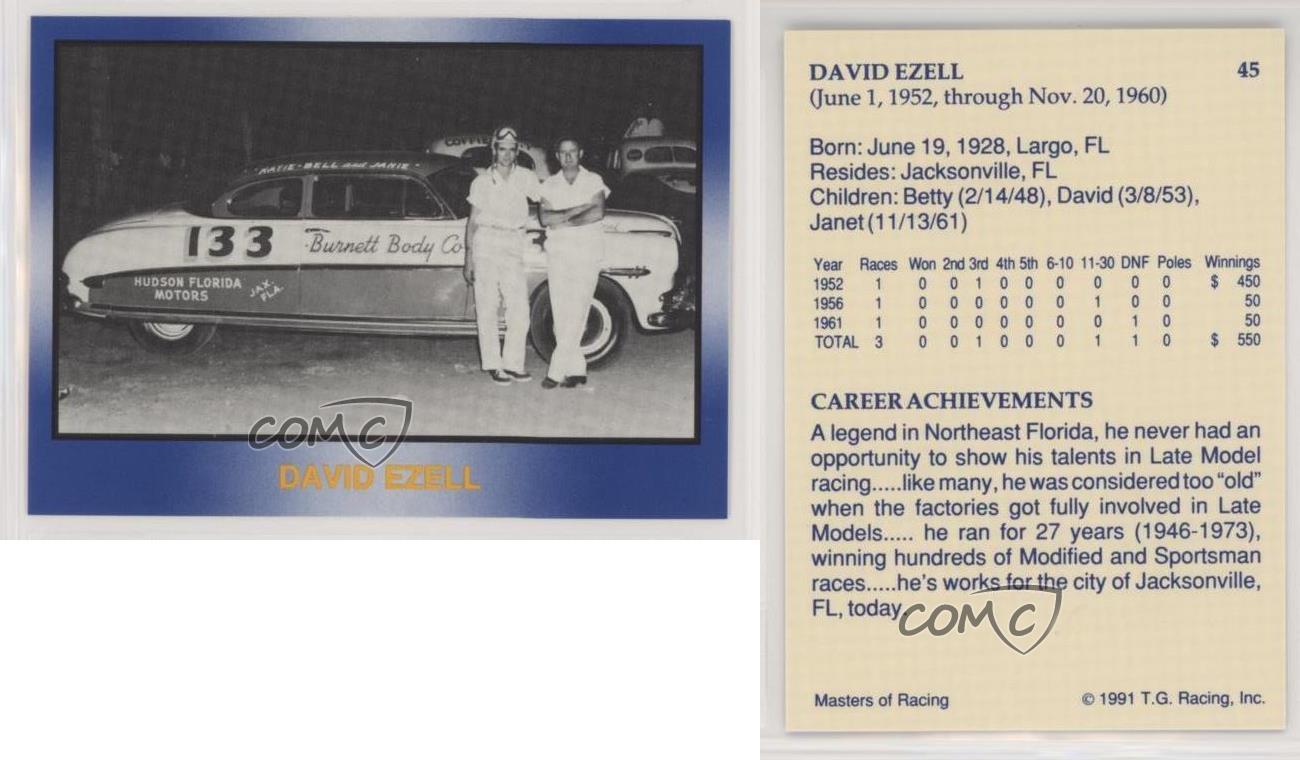 KATIE-BELL AND JANIE
133
Burnett Body Co
HUDSON FLORIDA
MOTORS
JAX.
FLA.
COMC
DAVID EZELL
DAVID EZELL 45
(June 1, 1952, through Nov. 20, 1960)
Born: June 19, 1928, Largo, FL
Resides: Jacksonville, FL
Children: Betty (2/14/48), David (3/8/53),
Janet (11/13/61)
Year Races Won 2nd 3rd 4th 5th 6-10 11-30 DNF Poles Winnings
1952 1 0 0 1 0 0 0 0 0 0 $ 450
1956 1 0 0 0 0 0 0 1 0 0 50
1961 1 0 0 0 0 0 0 0 1 0 50
TOTAL 3 0 0 1 0 0 0 1 1 0 $ 550
CAREER ACHIEVEMENTS
A legend in Northeast Florida, he never had an
opportunity to show his talents in Late Model
racing.....like many, he was considered too "old"
when the factories got fully involved in Late
Models..... he ran for 27 years (1946-1973),
winning hundreds of Modified and Sportsman
races.....he's works for the city of Jacksonville,
FL, today.
COMC
Masters of Racing © 1991 T.G. Racing, Inc.